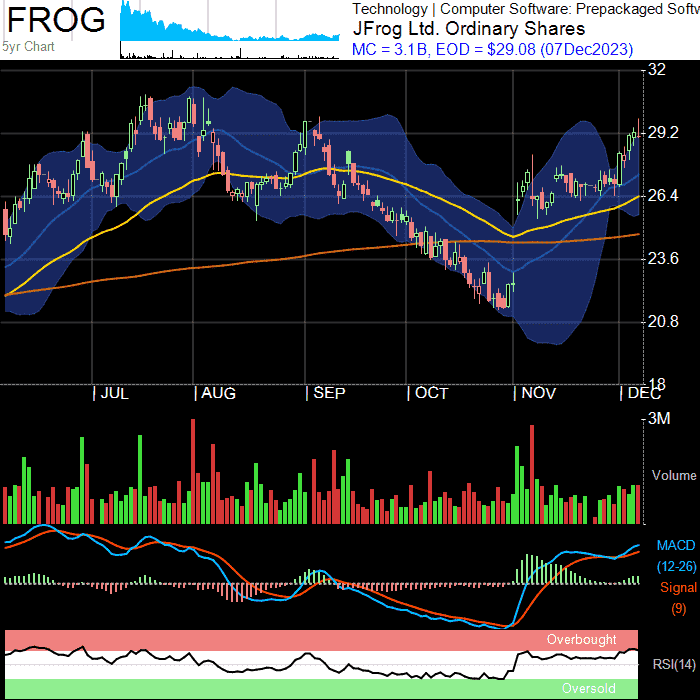 FROG
5yr Chart
Technology | Computer Software: Prepackaged Softw
JFrog Ltd. Ordinary Shares
MC = 3.1B, EOD = $29.08 (07Dec2023)
32
29.2
26.4
23.6
20.8
18
| JUL | AUG | SEP | OCT | NOV | DEC
3M
Volume
MACD
(12-26)
Signal
(9)
Overbought
RSI(14)
Oversold